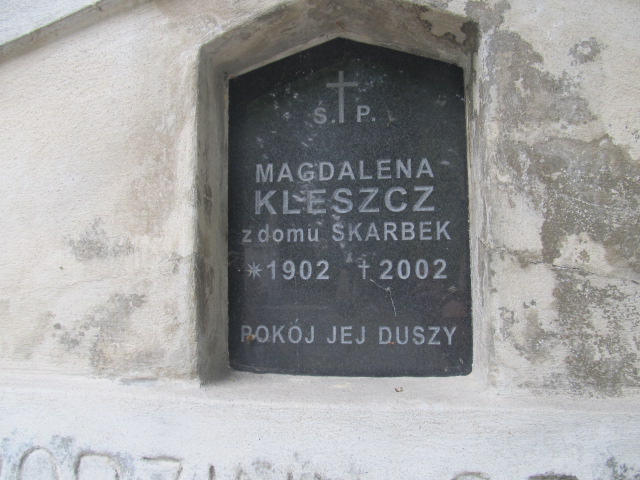 S. P.
MAGDALENA
KLESZCZ
z domu SKARBEK
*1902 †2002
POKÓJ JEJ DUSZY